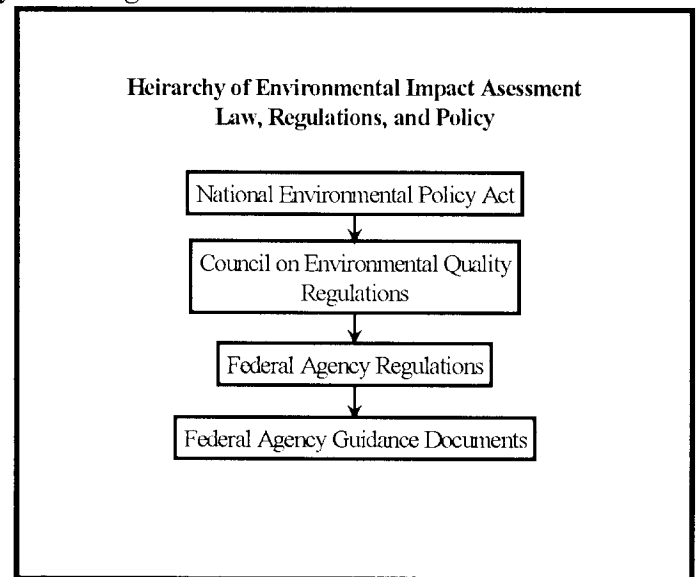 Heirarchy of Environmental Impact Asessment
Law, Regulations, and Policy
National Environmental Policy Act
Council on Environmental Quality
Regulations
Federal Agency Regulations
Federal Agency Guidance Documents